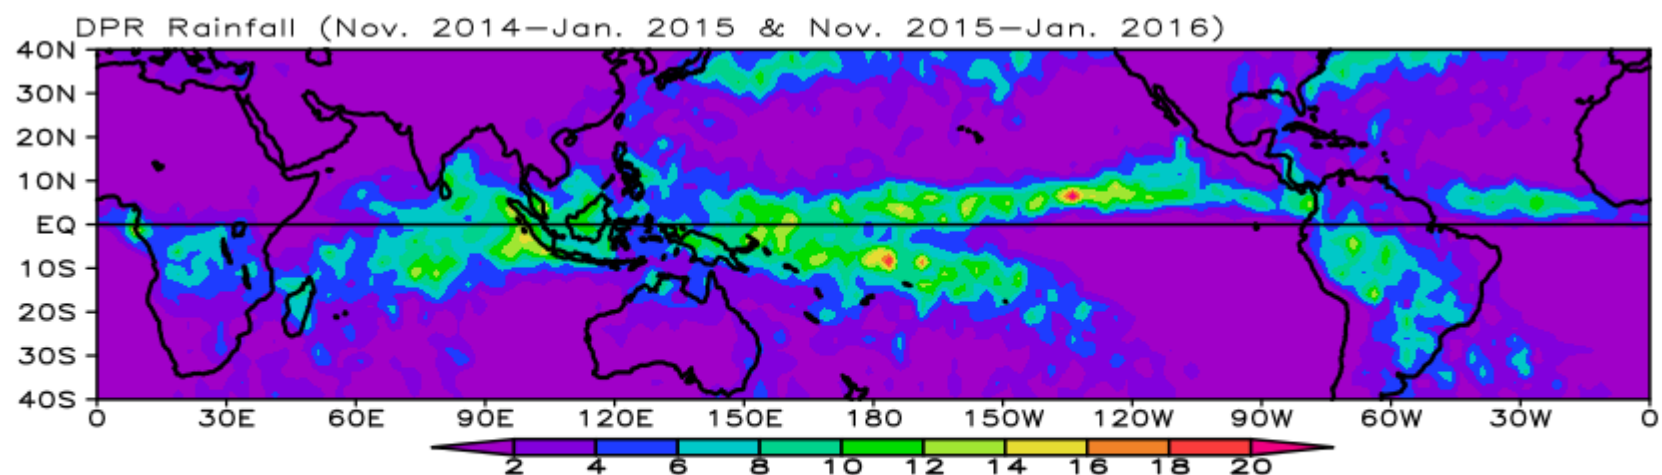 DPR Rainfall (Nov. 2014–Jan. 2015 & Nov. 2015–Jan. 2016)
40N
30N
20N
10N
EQ
10S
20S
30S
40S
0 30E 60E 90E 120E 150E 180 150W 120W 90W 60W 30W 0
2 4 6 8 10 12 14 16 18 20